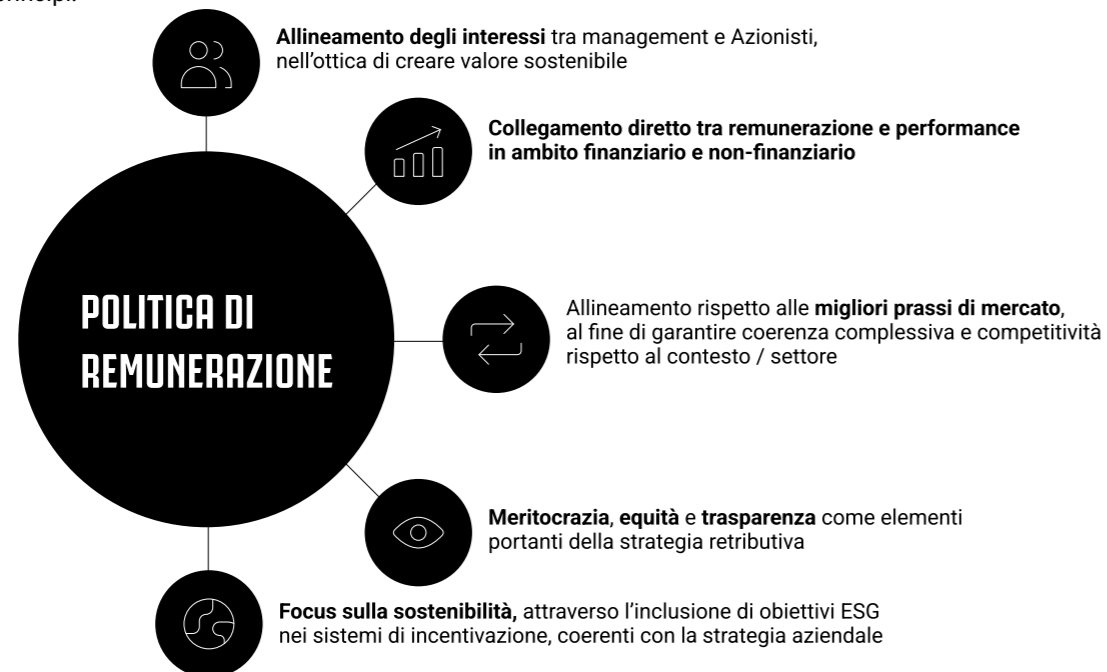 Allineamento degli interessi tra management e Azionisti,
nell’ottica di creare valore sostenibile
Collegamento diretto tra remunerazione e performance
in ambito finanziario e non-finanziario
POLITICA DI
REMUNERAZIONE
Allineamento rispetto alle migliori prassi di mercato,
al fine di garantire coerenza complessiva e competitività
rispetto al contesto / settore
Meritocrazia, equità e trasparenza come elementi
portanti della strategia retributiva
Focus sulla sostenibilità, attraverso l’inclusione di obiettivi ESG
nei sistemi di incentivazione, coerenti con la strategia aziendale